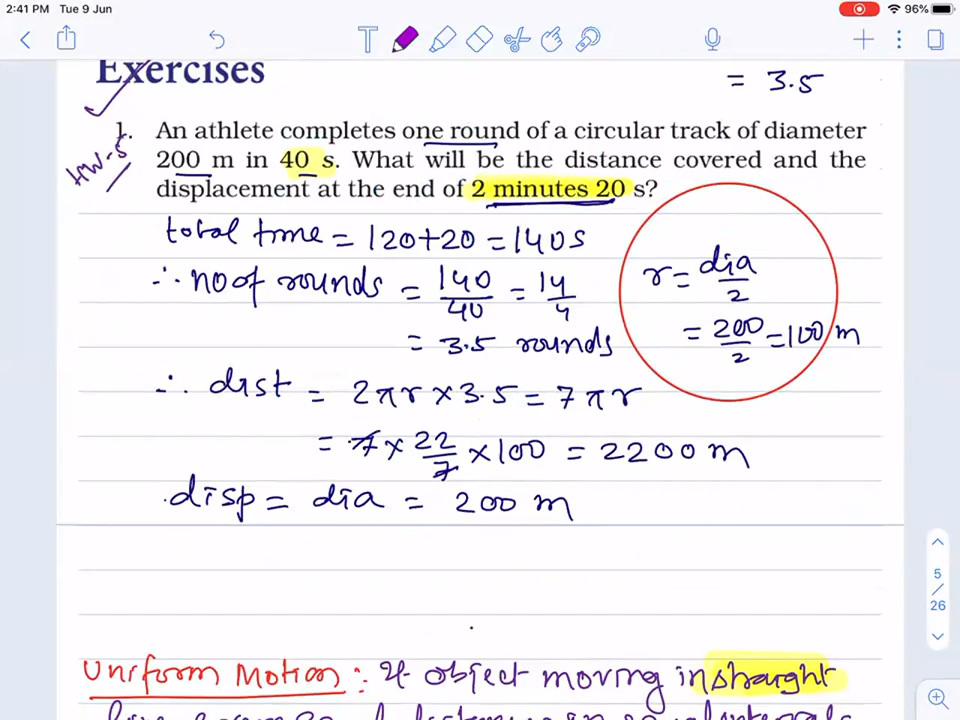 2:41 PM Tue 9 Jun 96%
T
Exercises
= 3.5
1. An athlete completes one round of a circular track of diameter
HW-5
200 m in 40 s. What will be the distance covered and the
displacement at the end of 2 minutes 20 s?
total time = 120+20 = 140s
∴ no of rounds = 140/40 = 14/4
= 3.5 rounds
r = dia/2
= 200/2 = 100 m
∴ dist = 2πr × 3.5 = 7πr
= 7 × 22/7 × 100 = 2200 m
disp = dia = 200 m
5
/
26
Uniform Motion : If object moving in straight